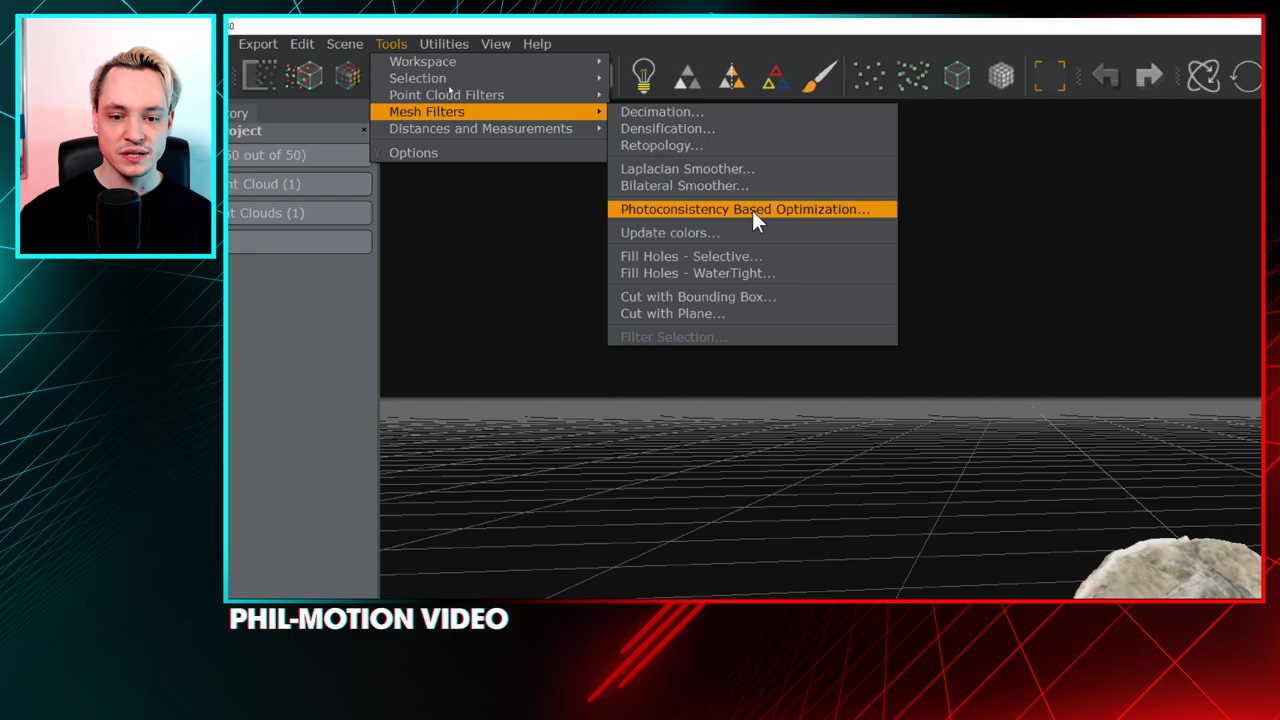 Export Edit Scene Tools Utilities View Help
Workspace
Selection
Point Cloud Filters
Mesh Filters
Distances and Measurements
Options
Decimation...
Densification...
Retopology...
Laplacian Smoother...
Bilateral Smoother...
Photoconsistency Based Optimization...
Update colors...
Fill Holes - Selective...
Fill Holes - WaterTight...
Cut with Bounding Box...
Cut with Plane...
Filter Selection...
tory
oject
50 out of 50)
nt Cloud (1)
nt Clouds (1)
PHIL-MOTION VIDEO